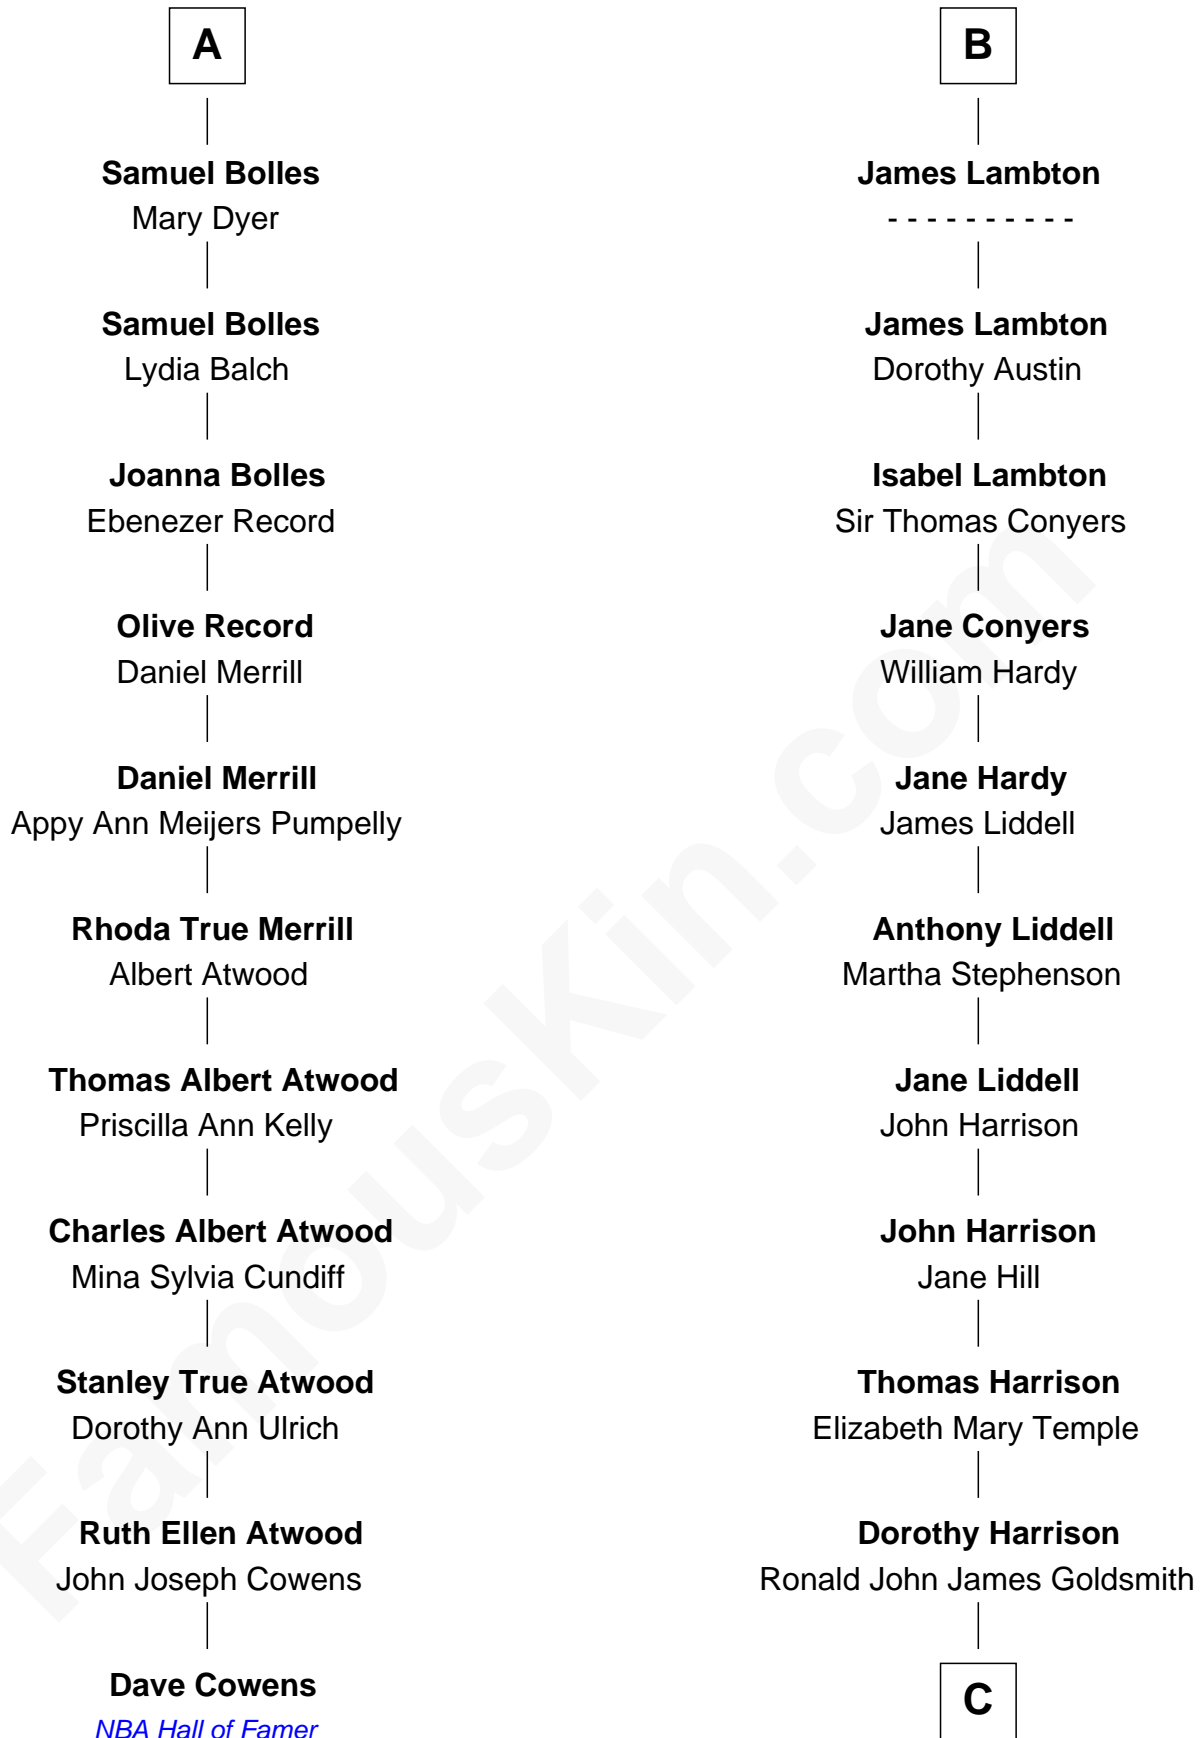 A
Samuel Bolles
Mary Dyer
Samuel Bolles
Lydia Balch
Joanna Bolles
Ebenezer Record
Olive Record
Daniel Merrill
Daniel Merrill
Appy Ann Meijers Pumpelly
Rhoda True Merrill
Albert Atwood
Thomas Albert Atwood
Priscilla Ann Kelly
Charles Albert Atwood
Mina Sylvia Cundiff
Stanley True Atwood
Dorothy Ann Ulrich
Ruth Ellen Atwood
John Joseph Cowens
Dave Cowens
NBA Hall of Famer
B
James Lambton
- - - - - - - - - -
James Lambton
Dorothy Austin
Isabel Lambton
Sir Thomas Conyers
Jane Conyers
William Hardy
Jane Hardy
James Liddell
Anthony Liddell
Martha Stephenson
Jane Liddell
John Harrison
John Harrison
Jane Hill
Thomas Harrison
Elizabeth Mary Temple
Dorothy Harrison
Ronald John James Goldsmith
C
FamousKin.com